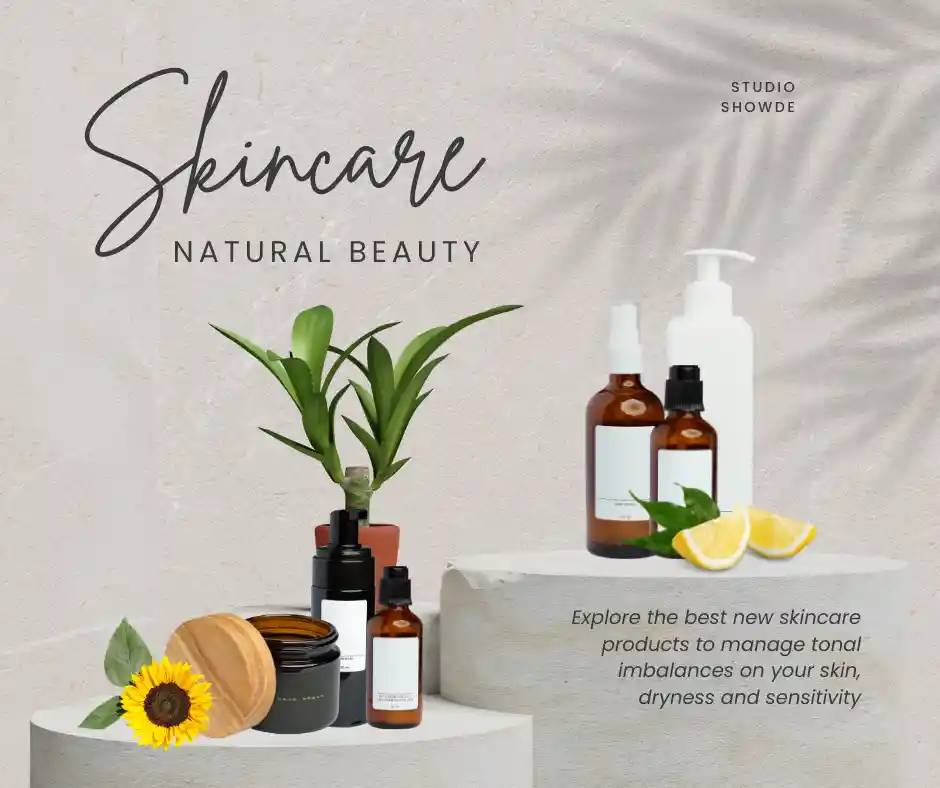 Skincare
NATURAL BEAUTY
STUDIO
SHOWDE
Explore the best new skincare
products to manage tonal
imbalances on your skin,
dryness and sensitivity